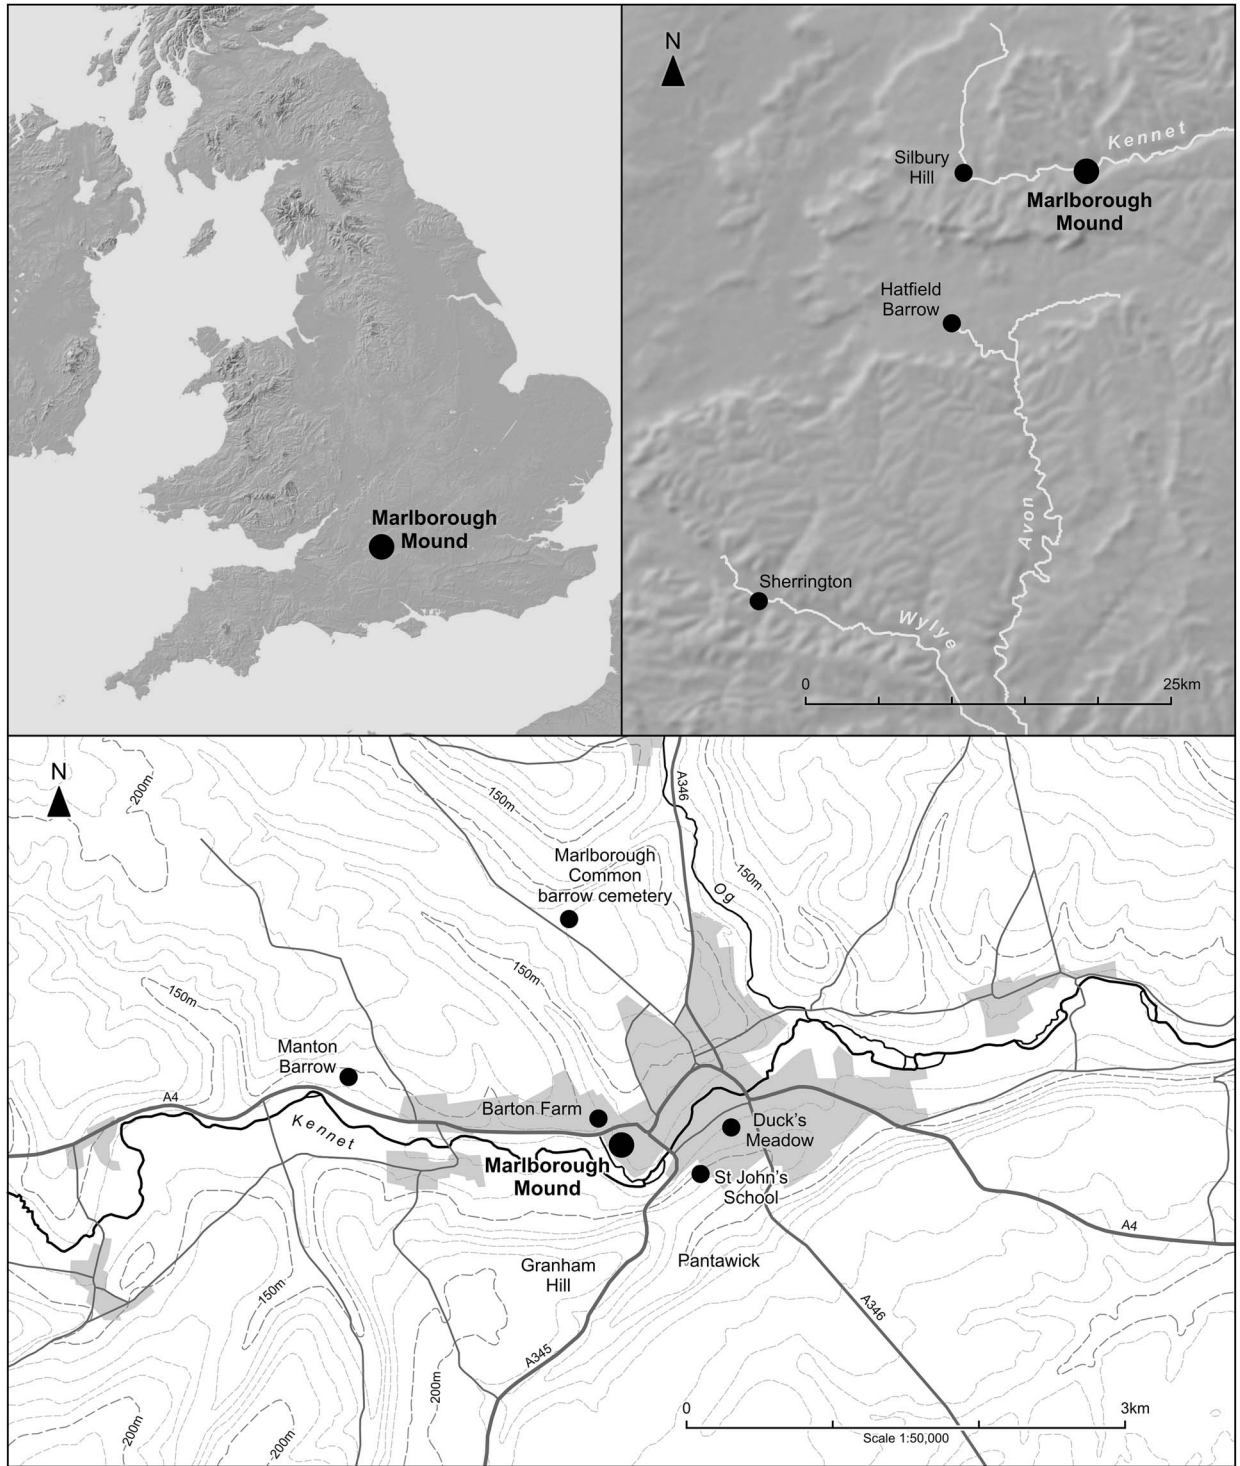 Marlborough
Mound
N
Kennet
Silbury
Hill
Marlborough
Mound
Hatfield
Barrow
Avon
Sherrington
Wylye
0
25km
N
200m
150m
A346
Marlborough
Common
barrow cemetery
Og
150m
150m
150m
Manton
Barrow
A4
Barton Farm
Kennet
Duck's
Meadow
Marlborough
Mound
St John's
School
A4
Granham
Hill
Pantawick
150m
A346
A345
200m
200m
200m
0
3km
Scale 1:50,000